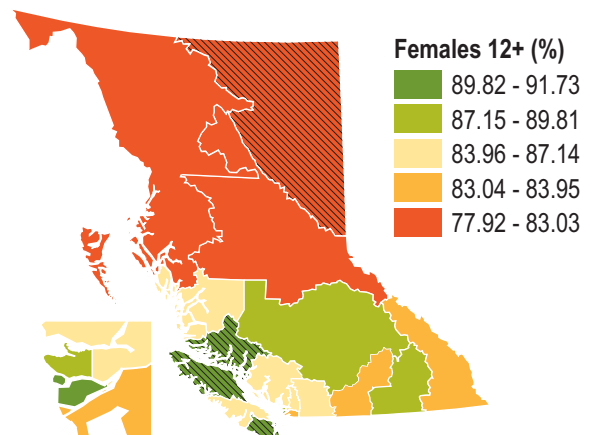 Females 12+ (%)
89.82 - 91.73
87.15 - 89.81
83.96 - 87.14
83.04 - 83.95
77.92 - 83.03